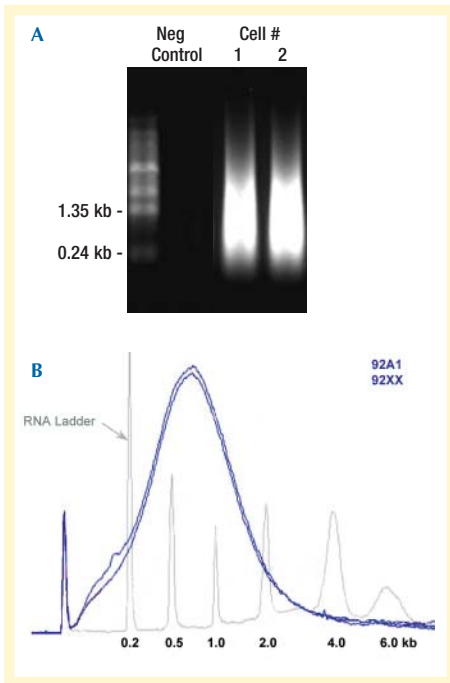 A
Neg Cell #
Control 1 2
1.35 kb -
0.24 kb -
B
92A1
92XX
RNA Ladder
0.2 0.5 1.0 2.0 4.0 6.0 kb